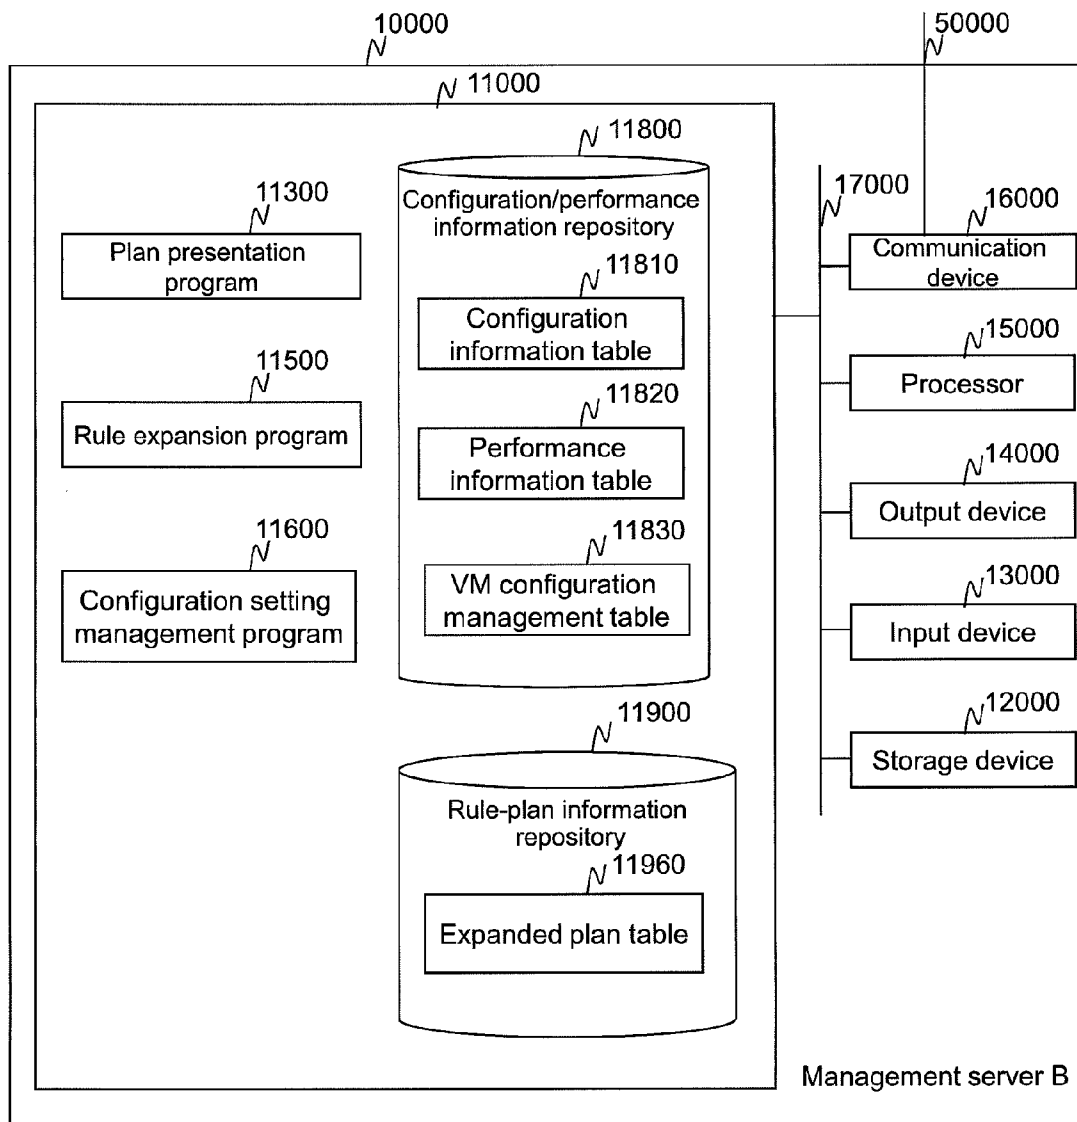 10000
50000
11000
11800
11300
Plan presentation
program
Configuration/performance
information repository
17000
16000
Communication
device
11810
Configuration
information table
11500
Rule expansion program
15000
Processor
11820
Performance
information table
14000
Output device
11600
Configuration setting
management program
11830
VM configuration
management table
13000
Input device
11900
Rule-plan information
repository
12000
Storage device
11960
Expanded plan table
Management server B